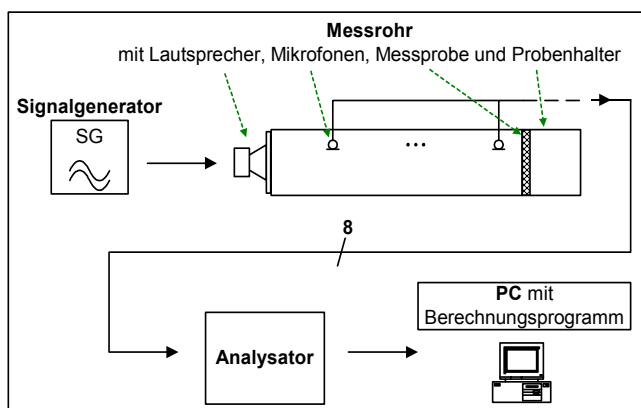 Messrohr
mit Lautsprecher, Mikrofonen, Messprobe und Probenhalter
Signalgenerator
SG
...
8
PC mit
Berechnungsprogramm
Analysator